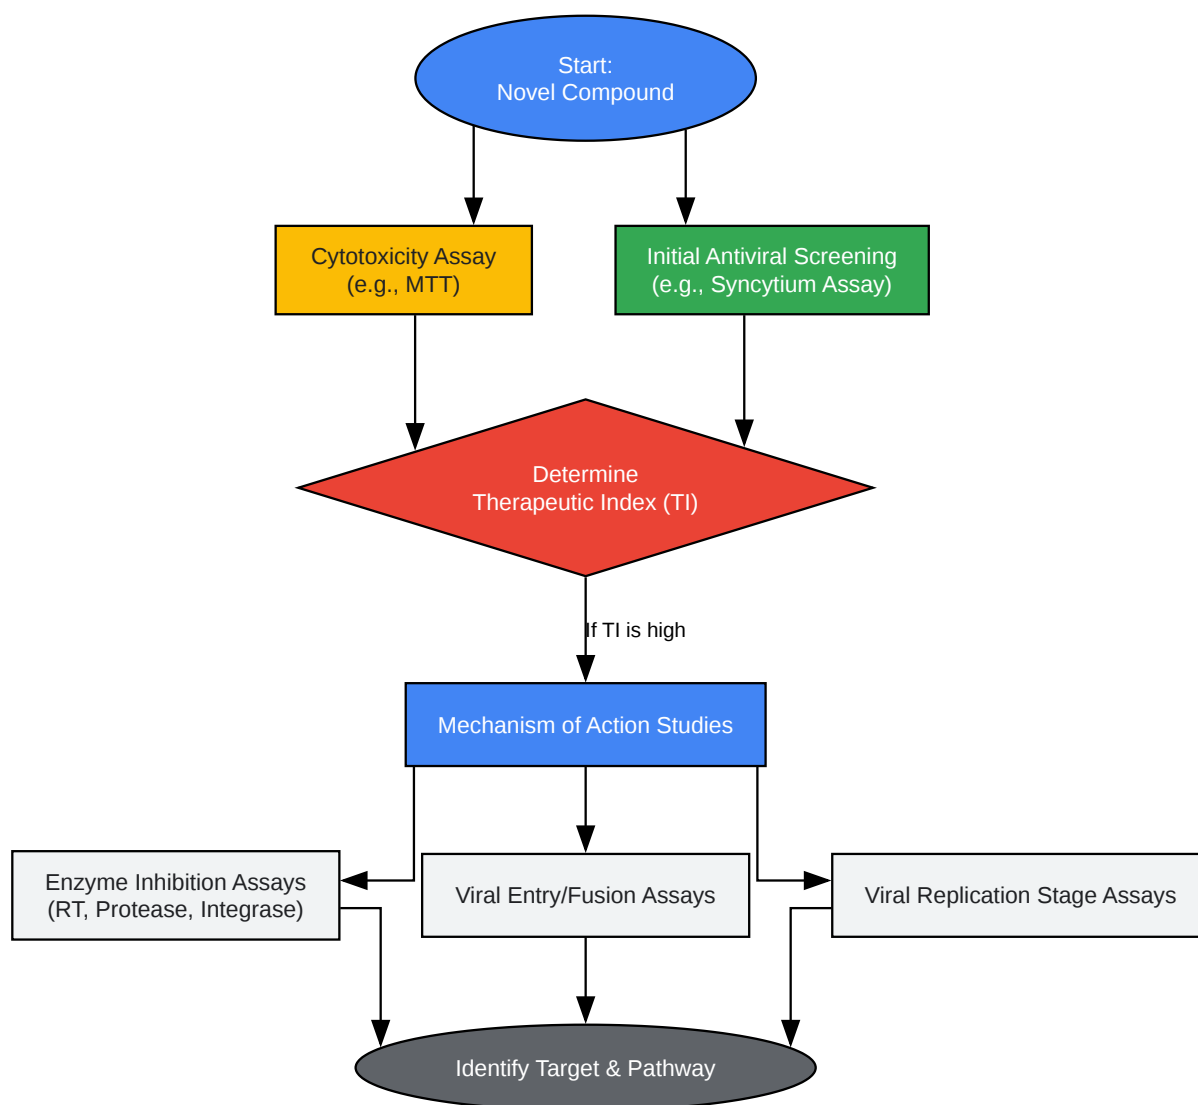 Start:
Novel Compound
Cytotoxicity Assay
(e.g., MTT)
Initial Antiviral Screening
(e.g., Syncytium Assay)
Determine
Therapeutic Index (TI)
If TI is high
Mechanism of Action Studies
Enzyme Inhibition Assays
(RT, Protease, Integrase)
Viral Entry/Fusion Assays
Viral Replication Stage Assays
Identify Target & Pathway